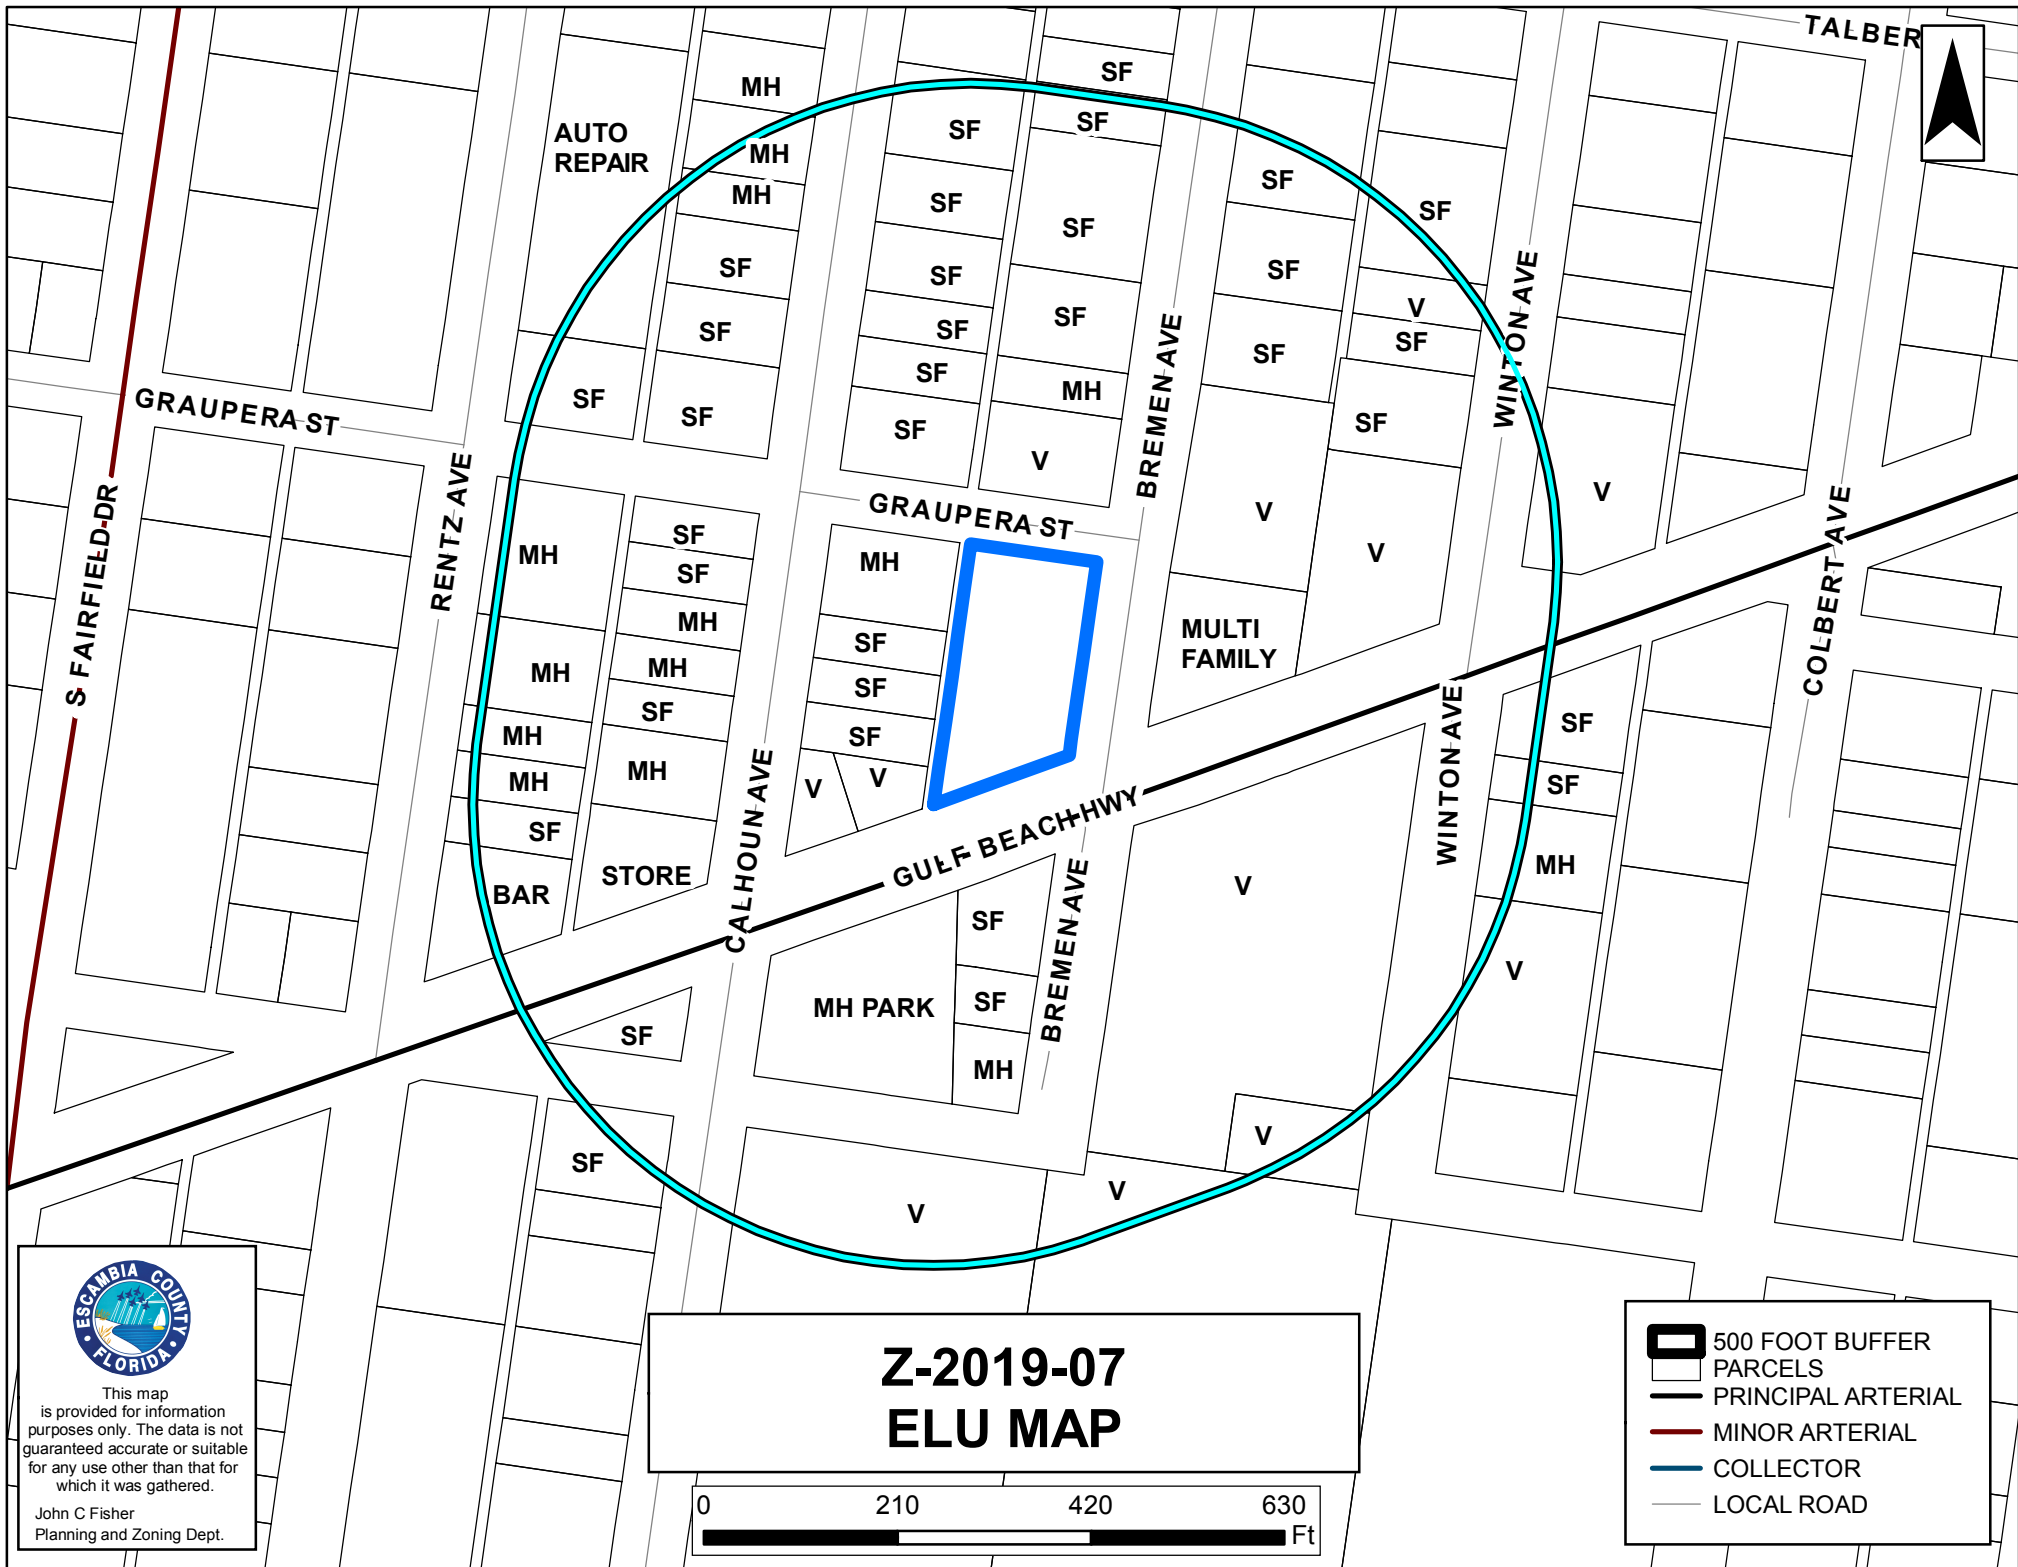 TALBER
MH
SF
AUTO
REPAIR
SF
SF
MH
MH
SF
SF
SF
SF
SF
SF
SF
SF
SF
V
SF
SF
SF
SF
SF
SF
MH
SF
SF
SF
SF
V
V
V
V
WINTON AVE
BREMEN AVE
GRAUPERA ST
GRAUPERA ST
RENTZ AVE
S FAIRFIELD DR
COLBERT AVE
MH
SF
SF
MH
MH
MH
MH
SF
MH
MH
MH
SF
BAR
STORE
MH
SF
SF
SF
V
V
MULTI
FAMILY
CALHOUN AVE
GULF BEACH HWY
WINTON AVE
BREMEN AVE
SF
SF
MH
V
V
SF
SF
MH
MH PARK
SF
SF
V
V
V
ESCAMBIA COUNTY
FLORIDA
This map
is provided for information
purposes only. The data is not
guaranteed accurate or suitable
for any use other than that for
which it was gathered.
John C Fisher
Planning and Zoning Dept.
Z-2019-07
ELU MAP
0 210 420 630
Ft
500 FOOT BUFFER
PARCELS
PRINCIPAL ARTERIAL
MINOR ARTERIAL
COLLECTOR
LOCAL ROAD